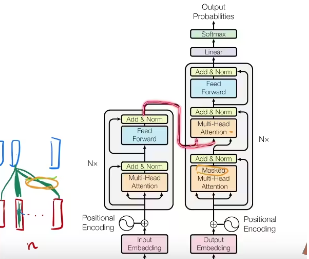 Output
Probabilities
Softmax
Linear
Add & Norm
Feed
Forward
Add & Norm
Multi-Head
Attention
Add & Norm
Masked
Multi-Head
Attention
Nx
Positional
Encoding
Output
Embedding
Add & Norm
Feed
Forward
Nx
Add & Norm
Multi-Head
Attention
Positional
Encoding
Input
Embedding
n